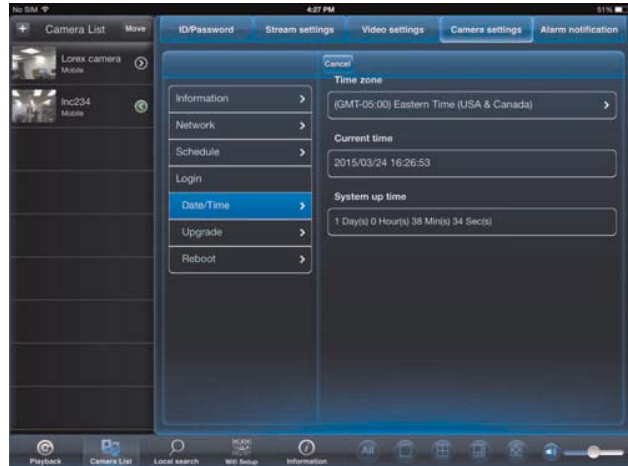 No SIM
4:27 PM
51%
+ Camera List Move
ID/Password Stream settings Video settings Camera settings Alarm notification
Lorex camera
Mobile
lnc234
Mobile
Cancel
Information
Network
Schedule
Login
Date/Time
Upgrade
Reboot
Time zone
(GMT-05:00) Eastern Time (USA & Canada)
Current time
2015/03/24 16:26:53
System up time
1 Day(s) 0 Hour(s) 38 Min(s) 34 Sec(s)
Playback Camera List Local search Wifi Setup Information All